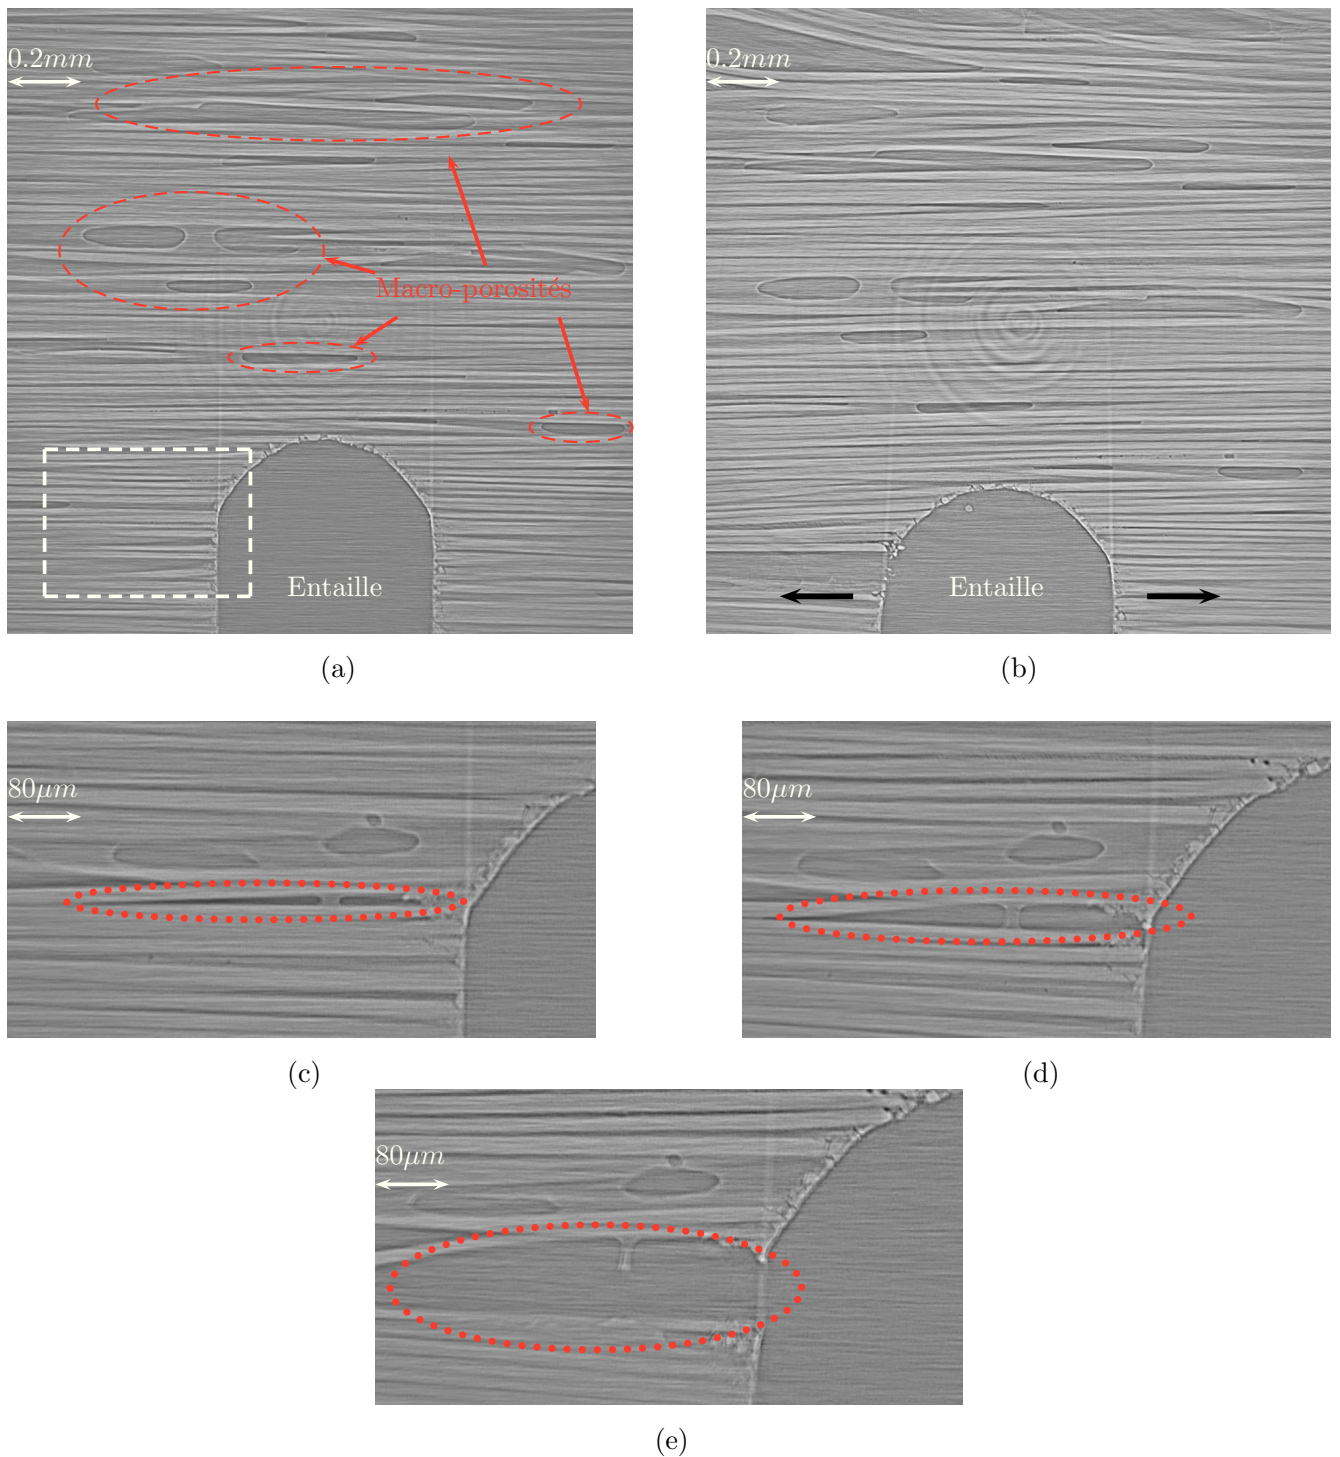 0.2mm
0.2mm
Macro-porosités
Entaille
Entaille
(a)
(b)
80μm
80μm
(c)
(d)
80μm
(e)